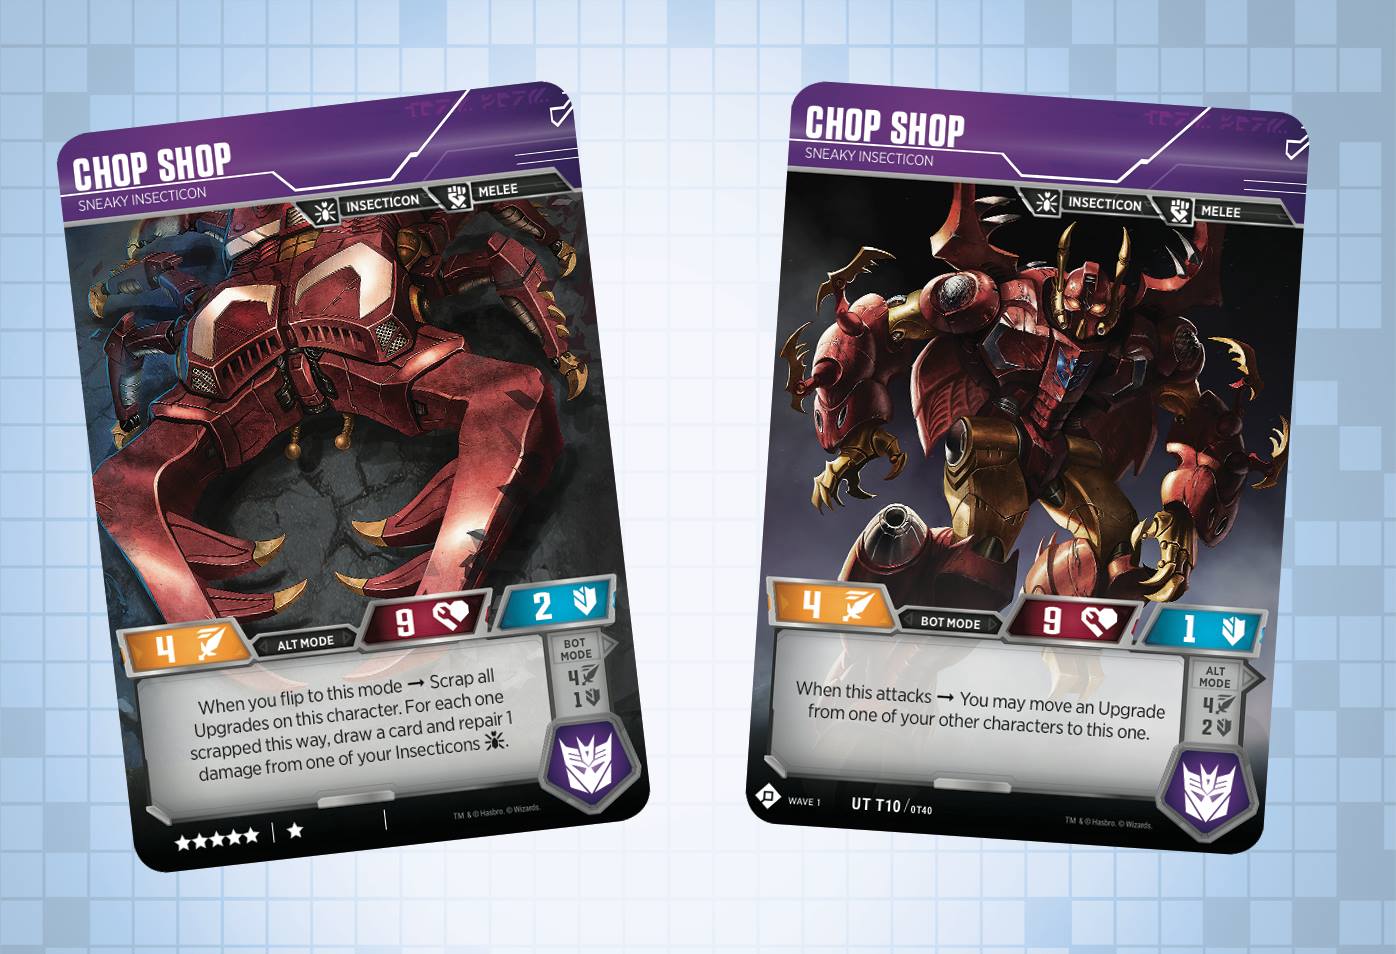 CHOP SHOP
SNEAKY INSECTICON
INSECTICON
MELEE
4
ALT MODE
9
2
When you flip to this mode → Scrap all
Upgrades on this character. For each one
scrapped this way, draw a card and repair 1
damage from one of your Insecticons.
BOT
MODE
4
1
TM & © Hasbro. © Wizards.
CHOP SHOP
SNEAKY INSECTICON
INSECTICON
MELEE
4
BOT MODE
9
1
When this attacks → You may move an Upgrade
from one of your other characters to this one.
ALT
MODE
4
2
WAVE 1
UT T10/0T40
TM & © Hasbro. © Wizards.